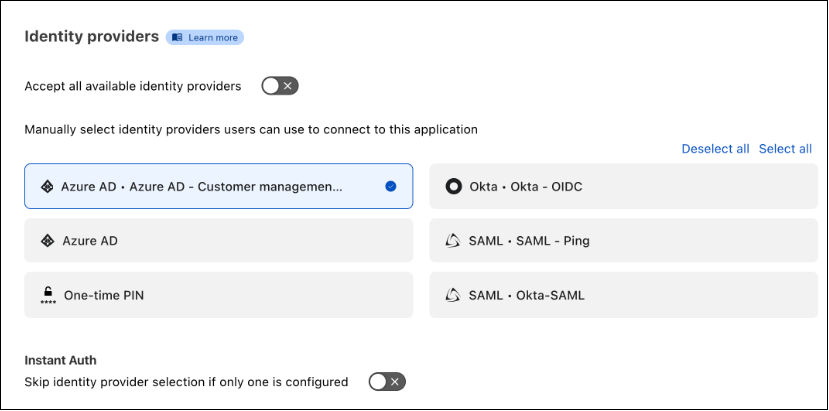 Identity providers Learn more
Accept all available identity providers
Manually select identity providers users can use to connect to this application
Deselect all Select all
Azure AD • Azure AD - Customer managemen...
Okta • Okta - OIDC
Azure AD
SAML • SAML - Ping
One-time PIN
SAML • Okta-SAML
Instant Auth
Skip identity provider selection if only one is configured